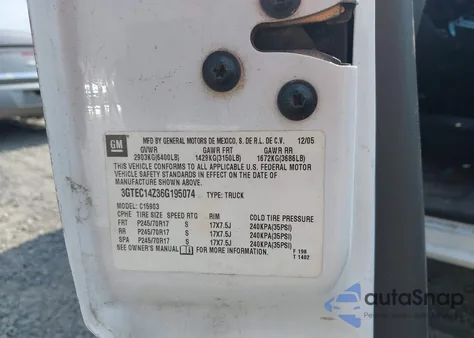 GM
MFD BY GENERAL MOTORS DE MEXICO, S. DE R.L. DE C.V. 12/05
GVWR GAWR FRT GAWR RR
2903KG(6400LB) 1429KG(3150LB) 1672KG(3686LB)
THIS VEHICLE CONFORMS TO ALL APPLICABLE U.S. FEDERAL MOTOR
VEHICLE SAFETY STANDARDS IN EFFECT ON THE DATE OF
MANUFACTURE SHOWN ABOVE.
3GTEC14Z36G195074 TYPE: TRUCK
MODEL: C15903
CPHE TIRE SIZE SPEED RTG RIM COLD TIRE PRESSURE
FRT P245/70R17 S 17X7.5J 240KPA(35PSI)
RR P245/70R17 S 17X7.5J 240KPA(35PSI)
SPA P245/70R17 S 17X7.5J 240KPA(35PSI)
SEE OWNER'S MANUAL FOR MORE INFORMATION.
F 198
T 1402
autoSnap